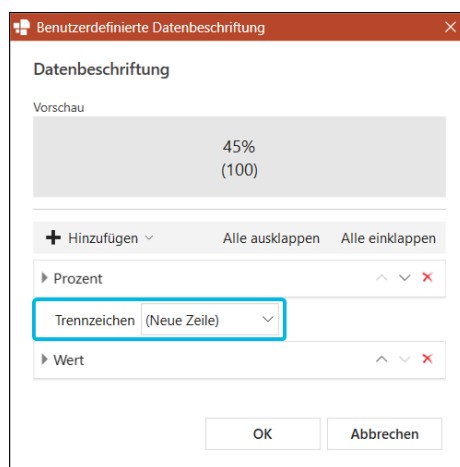 Benutzerdefinierte Datenbeschriftung
Datenbeschriftung
Vorschau
45%
(100)
Hinzufügen Alle ausklappen Alle einklappen
Prozent
Trennzeichen (Neue Zeile)
Wert
OK Abbrechen